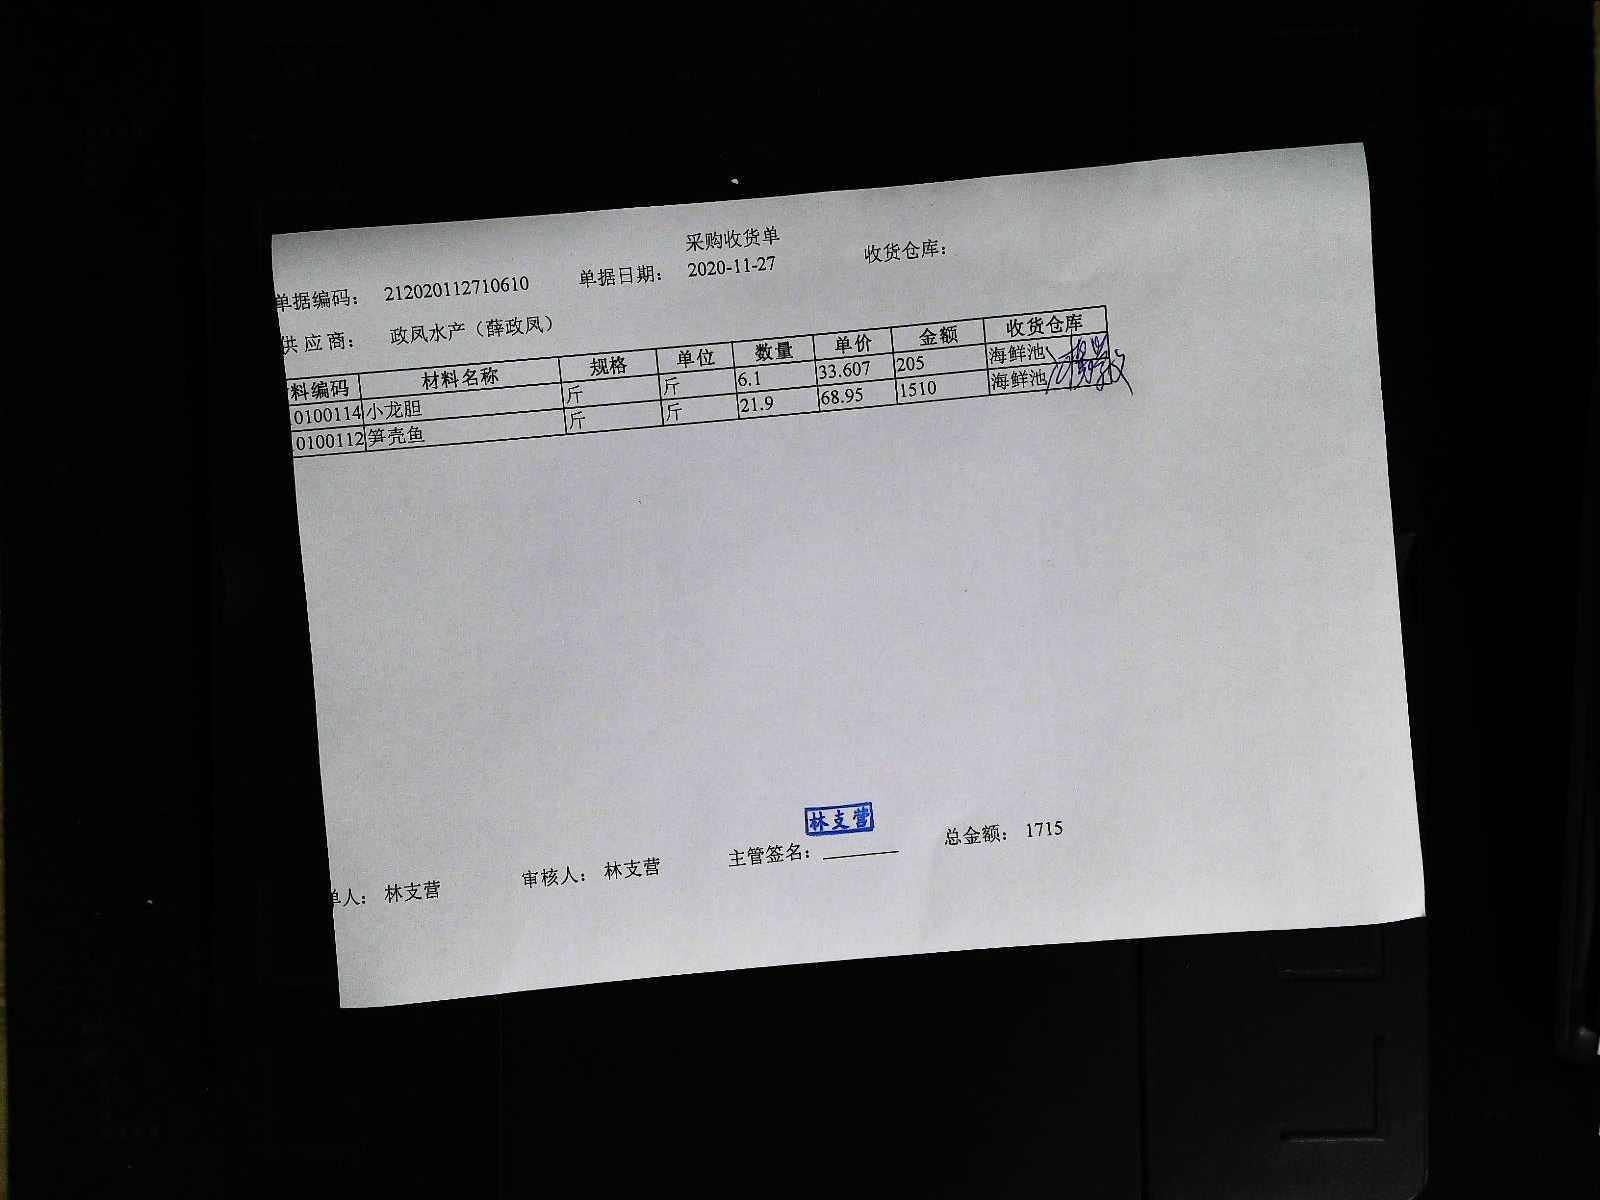 采购收货单
单据编码： 212020112710610 单据日期： 2020-11-27 收货仓库：
供应商： 政凤水产（薛政凤）
料编码 材料名称 规格 单位 数量 单价 金额 收货仓库
0100114 小龙胆 斤 斤 6.1 33.607 205 海鲜池
0100112 笋壳鱼 斤 斤 21.9 68.95 1510 海鲜池
林支营
单人： 林支营 审核人： 林支营 主管签名： 总金额： 1715